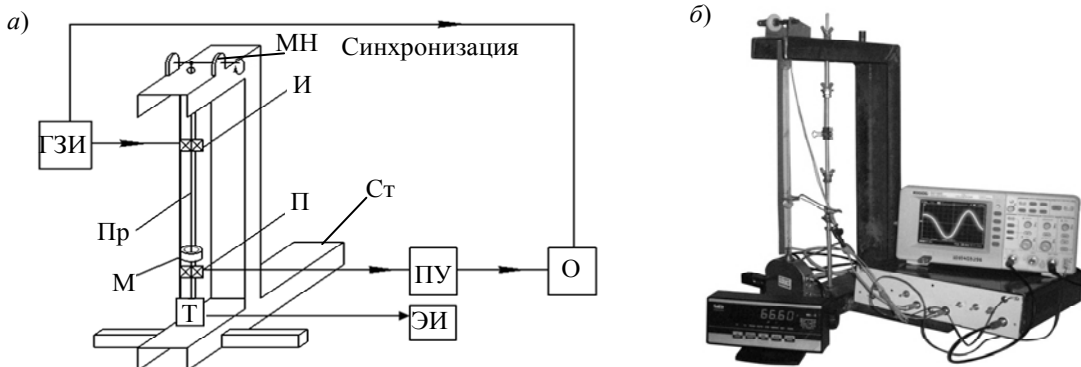 а)
Синхронизация
МН
И
ГЗИ
Ст
Пр
П
М
ПУ
О
Т
ЭИ
б)
6660